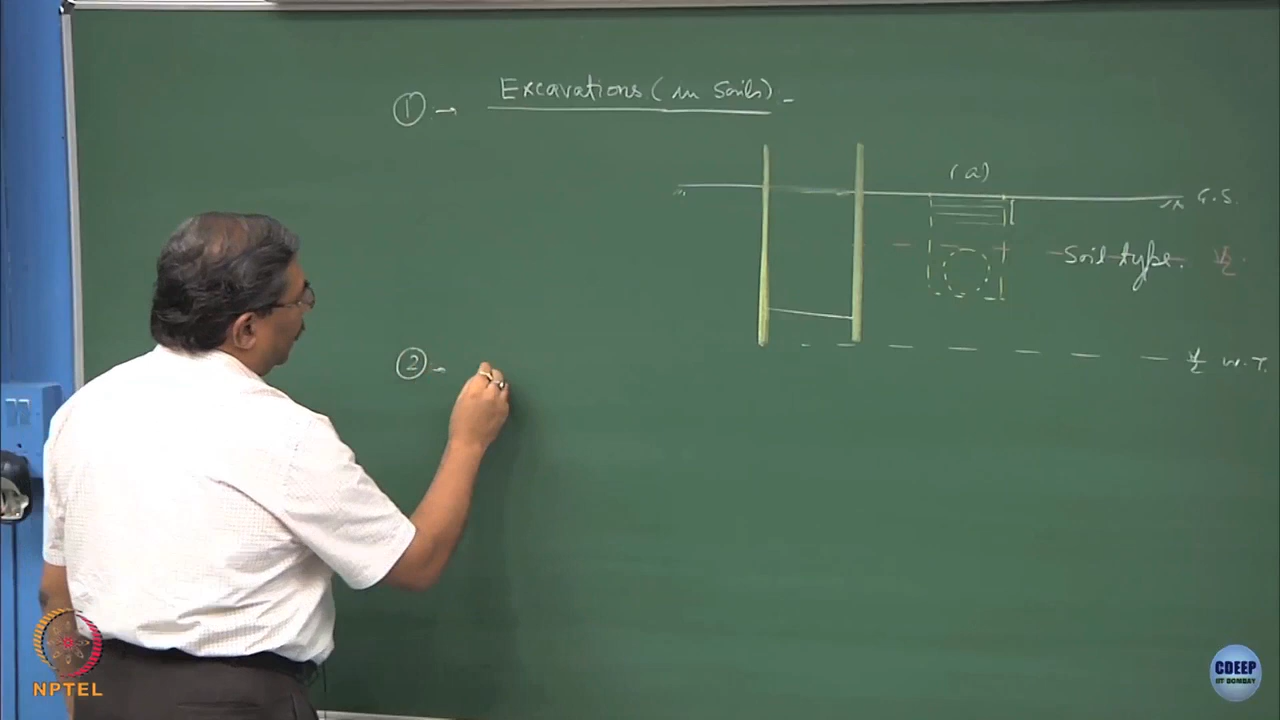 ① → Excavations (in Soils) -
(a)
G.S.
Soil type.
W.T.
② →
NPTEL
CDEEP
IIT BOMBAY